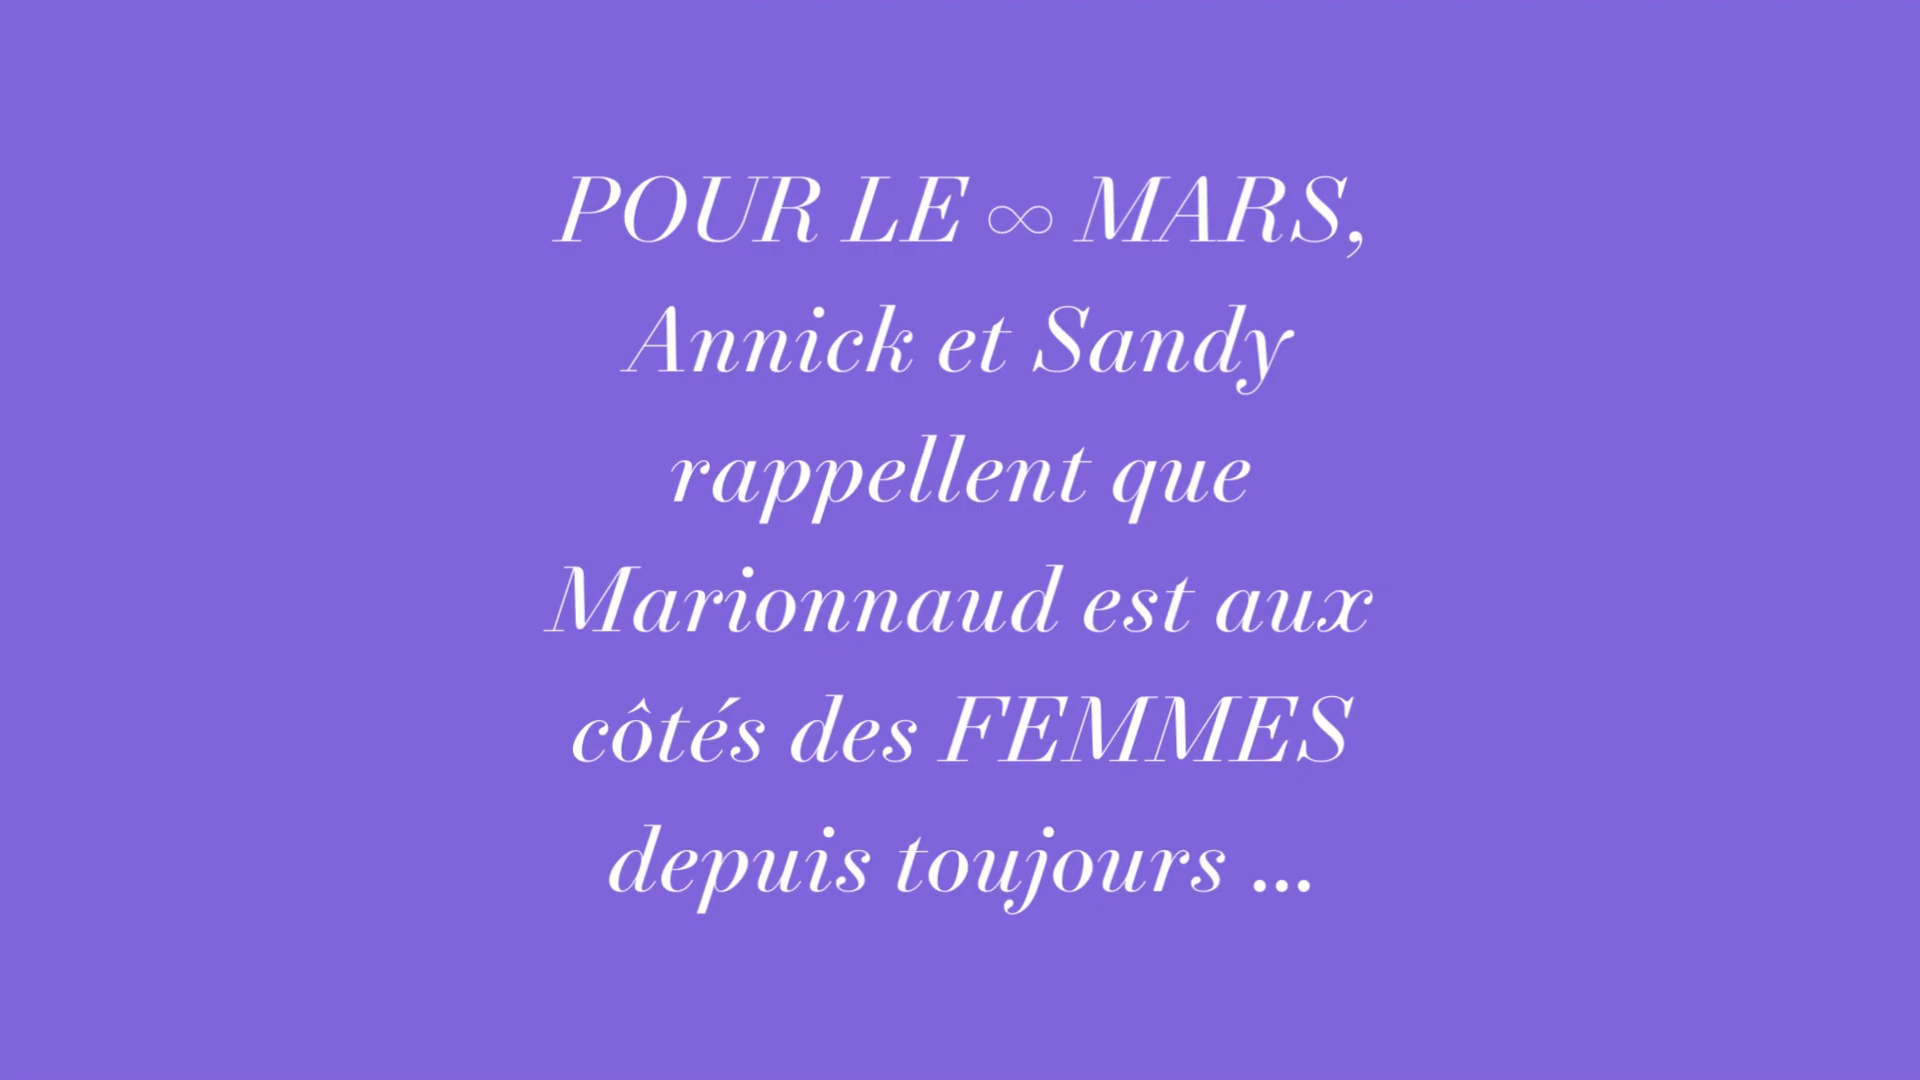 POUR LE ∞ MARS,
Annick et Sandy
rappellent que
Marionnaud est aux
côtés des FEMMES
depuis toujours ...